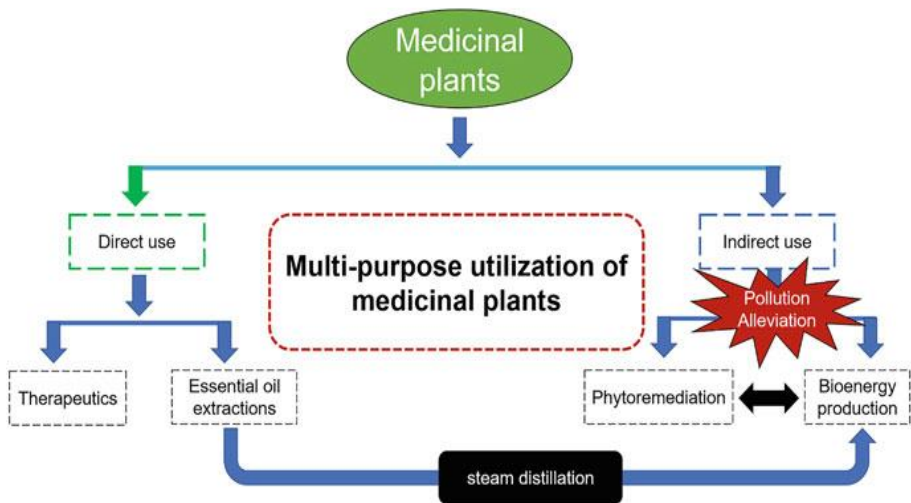 Medicinal
plants
Direct use
Indirect use
Multi-purpose utilization of
medicinal plants
Pollution
Alleviation
Therapeutics
Essential oil
extractions
Phytoremediation
Bioenergy
production
steam distillation